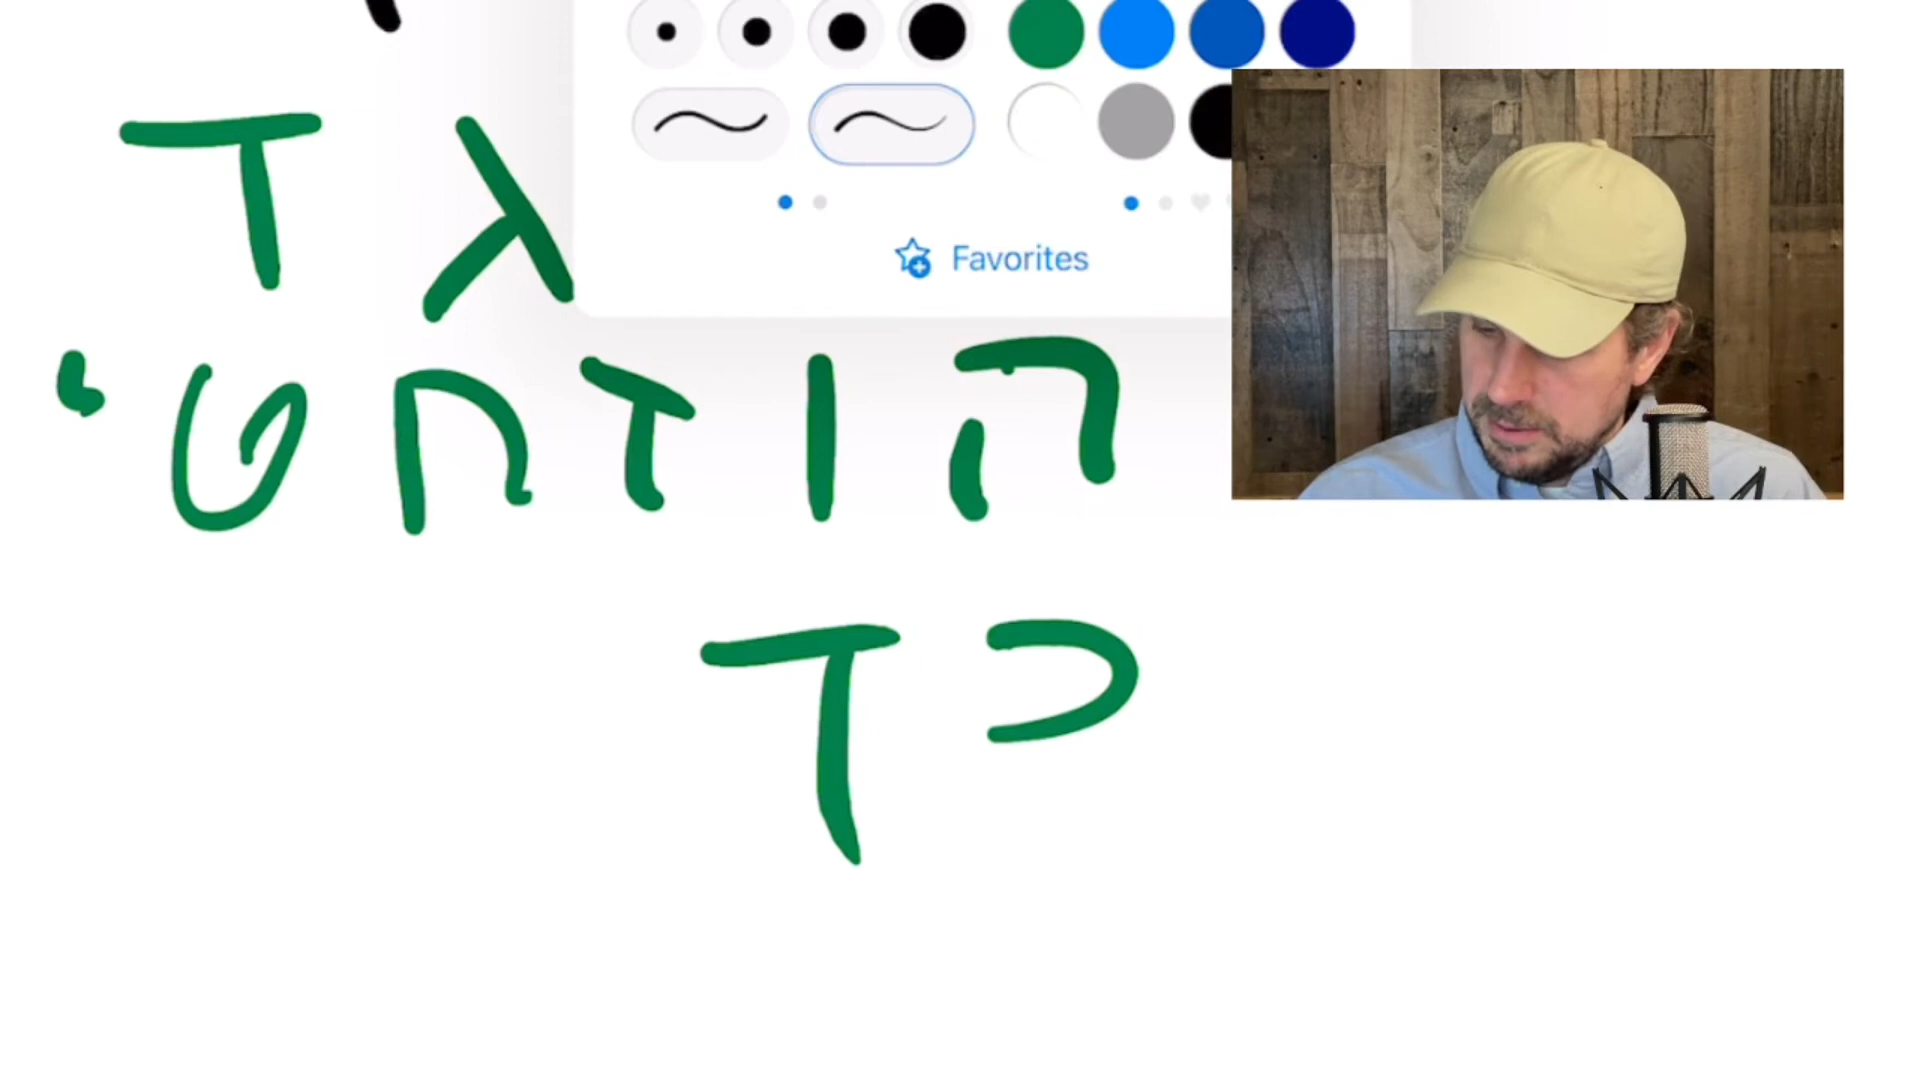 Favorites
ג ד
ה ו ז ח ט י
כ ך